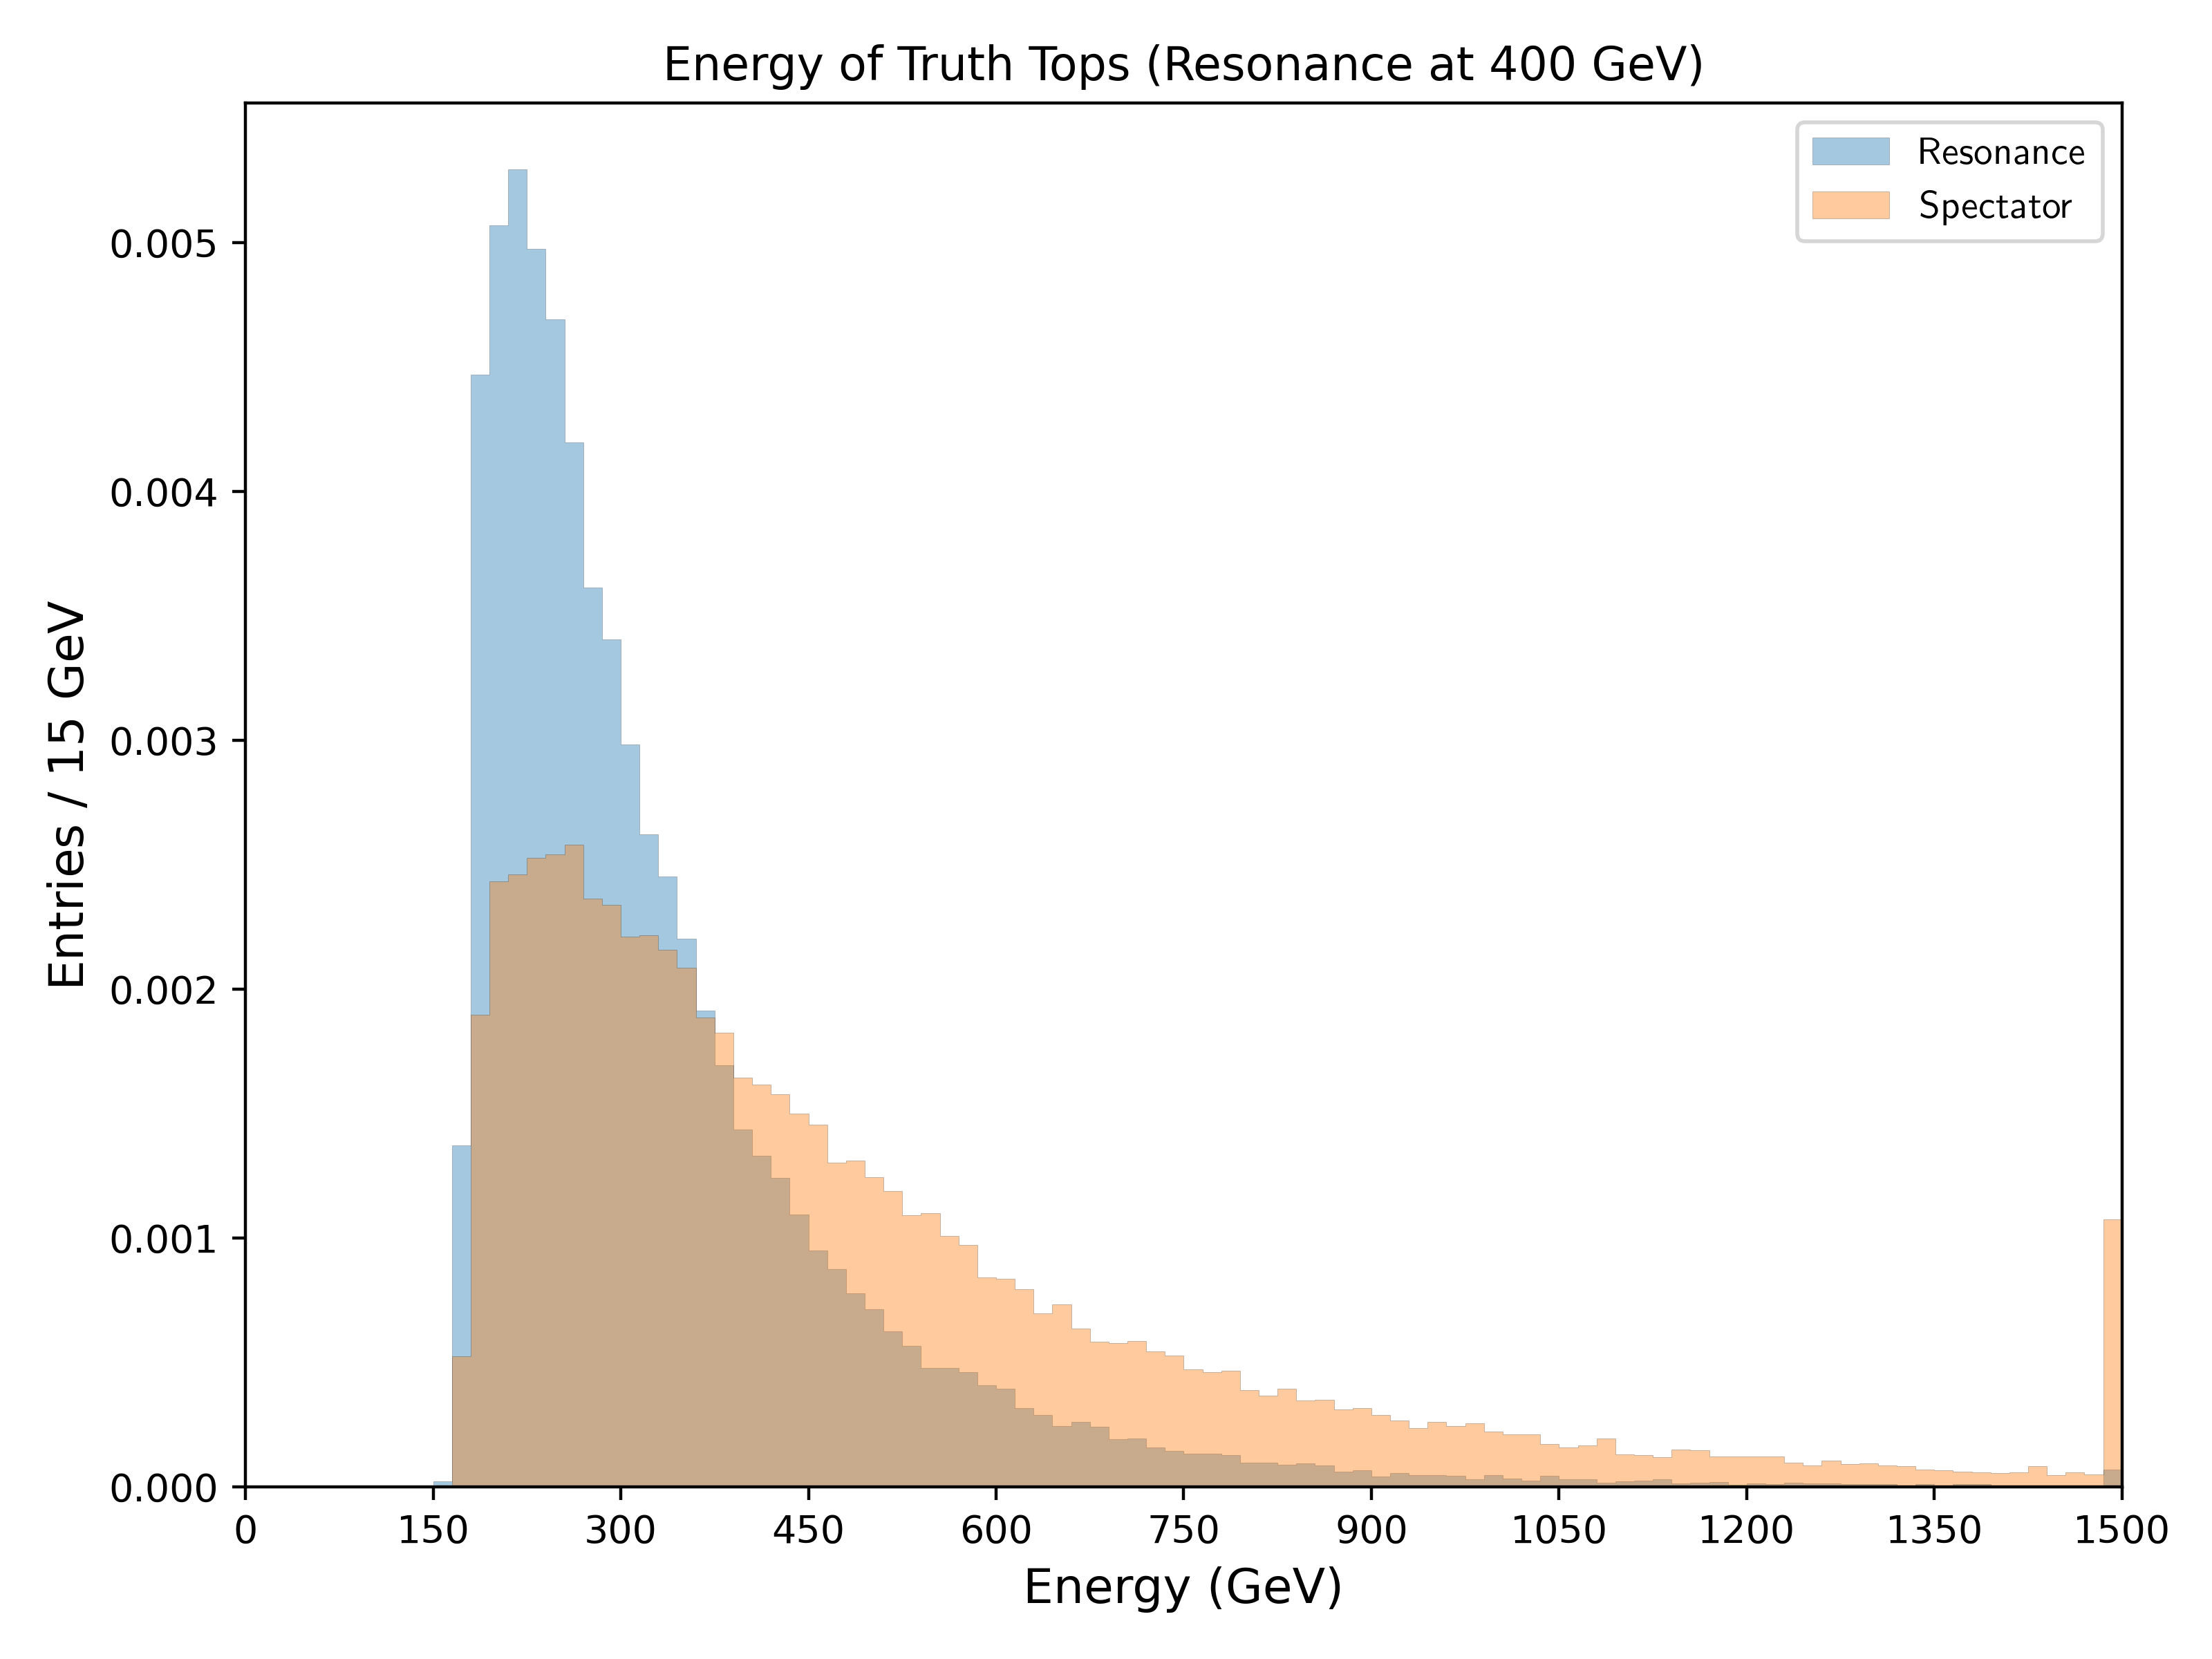 Energy of Truth Tops (Resonance at 400 GeV)
Resonance
Spectator
Entries / 15 GeV
0.005
0.004
0.003
0.002
0.001
0.000
0 150 300 450 600 750 900 1050 1200 1350 1500
Energy (GeV)